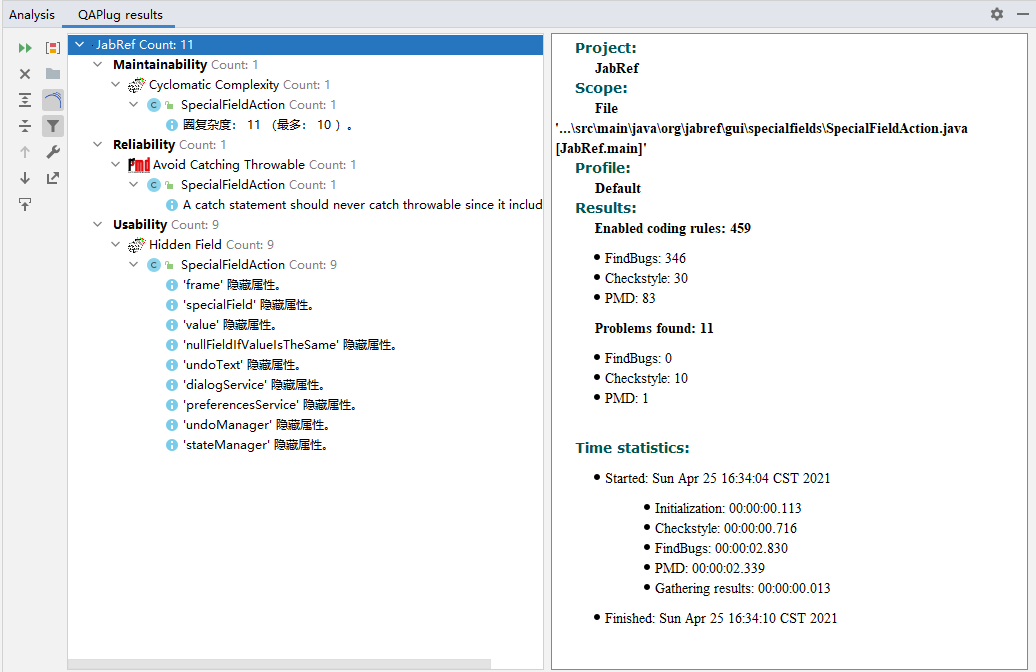 Analysis QAPlug results
JabRef Count: 11
Maintainability Count: 1
Cyclomatic Complexity Count: 1
C SpecialFieldAction Count: 1
圈复杂度： 11 （最多： 10 ）。
Reliability Count: 1
Pmd Avoid Catching Throwable Count: 1
C SpecialFieldAction Count: 1
A catch statement should never catch throwable since it includ
Usability Count: 9
Hidden Field Count: 9
C SpecialFieldAction Count: 9
'frame' 隐藏属性。
'specialField' 隐藏属性。
'value' 隐藏属性。
'nullFieldIfValueIsTheSame' 隐藏属性。
'undoText' 隐藏属性。
'dialogService' 隐藏属性。
'preferencesService' 隐藏属性。
'undoManager' 隐藏属性。
'stateManager' 隐藏属性。
Project:
JabRef
Scope:
File
'...\src\main\java\org\jabref\gui\specialfields\SpecialFieldAction.java
[JabRef.main]'
Profile:
Default
Results:
Enabled coding rules: 459
• FindBugs: 346
• Checkstyle: 30
• PMD: 83
Problems found: 11
• FindBugs: 0
• Checkstyle: 10
• PMD: 1
Time statistics:
• Started: Sun Apr 25 16:34:04 CST 2021
• Initialization: 00:00:00.113
• Checkstyle: 00:00:00.716
• FindBugs: 00:00:02.830
• PMD: 00:00:02.339
• Gathering results: 00:00:00.013
• Finished: Sun Apr 25 16:34:10 CST 2021